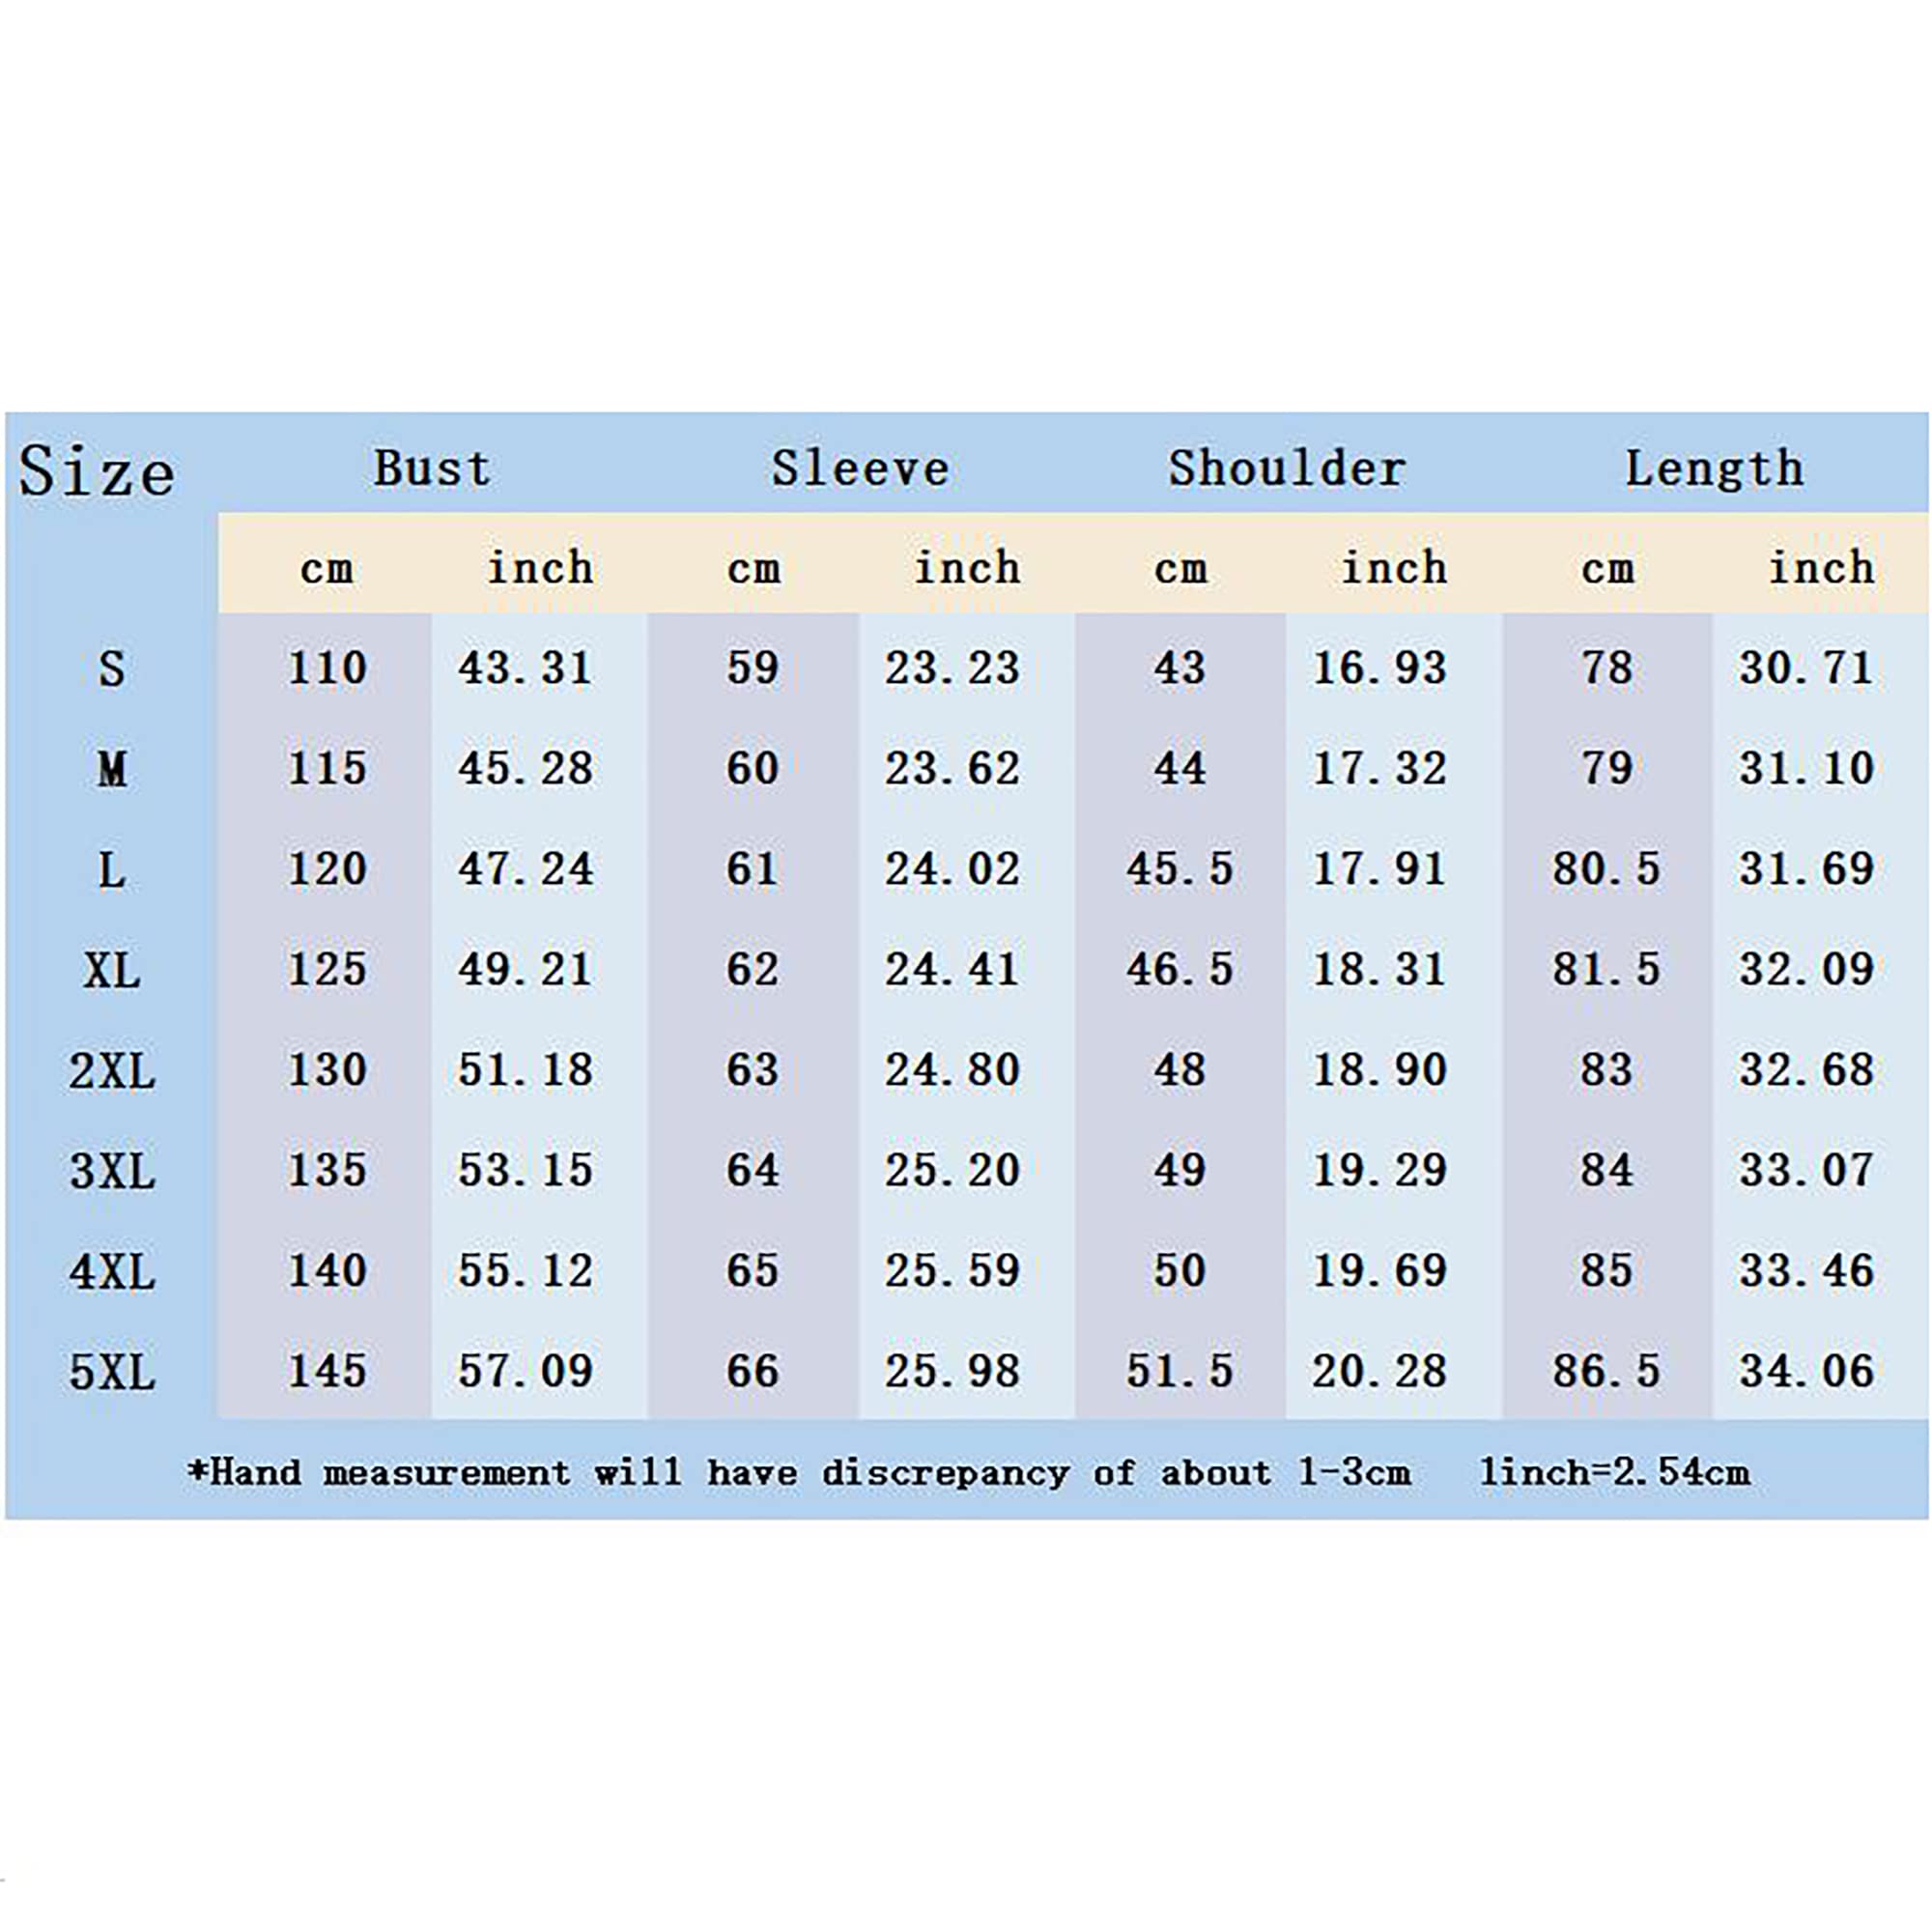 Size Bust Sleeve Shoulder Length
cm inch cm inch cm inch cm inch
S 110 43.31 59 23.23 43 16.93 78 30.71
M 115 45.28 60 23.62 44 17.32 79 31.10
L 120 47.24 61 24.02 45.5 17.91 80.5 31.69
XL 125 49.21 62 24.41 46.5 18.31 81.5 32.09
2XL 130 51.18 63 24.80 48 18.90 83 32.68
3XL 135 53.15 64 25.20 49 19.29 84 33.07
4XL 140 55.12 65 25.59 50 19.69 85 33.46
5XL 145 57.09 66 25.98 51.5 20.28 86.5 34.06
*Hand measurement will have discrepancy of about 1-3cm 1inch=2.54cm